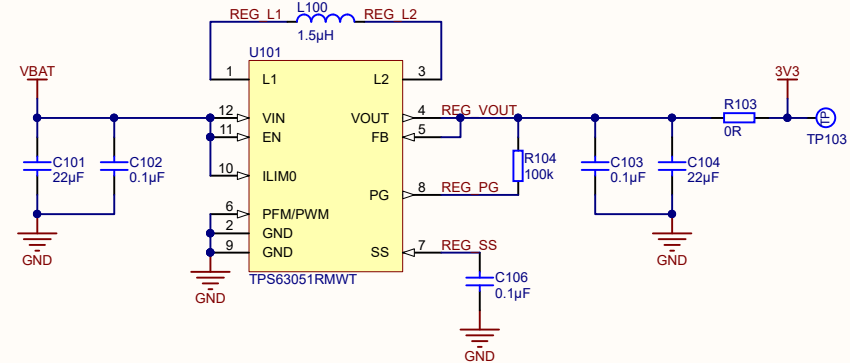 REG_L1 L100 REG_L2
1.5µH
U101
VBAT
1 L1 L2 3
3V3
12 VIN VOUT 4 REG_VOUT
R103
0R
TP
TP103
11 EN FB 5
C101
22µF
C102
0.1µF
10 ILIM0
R104
100k
C103
0.1µF
C104
22µF
PG 8 REG_PG
6 PFM/PWM
2 GND
9 GND SS 7 REG_SS
GND
GND
TPS63051RMWT
C106
0.1µF
GND
GND